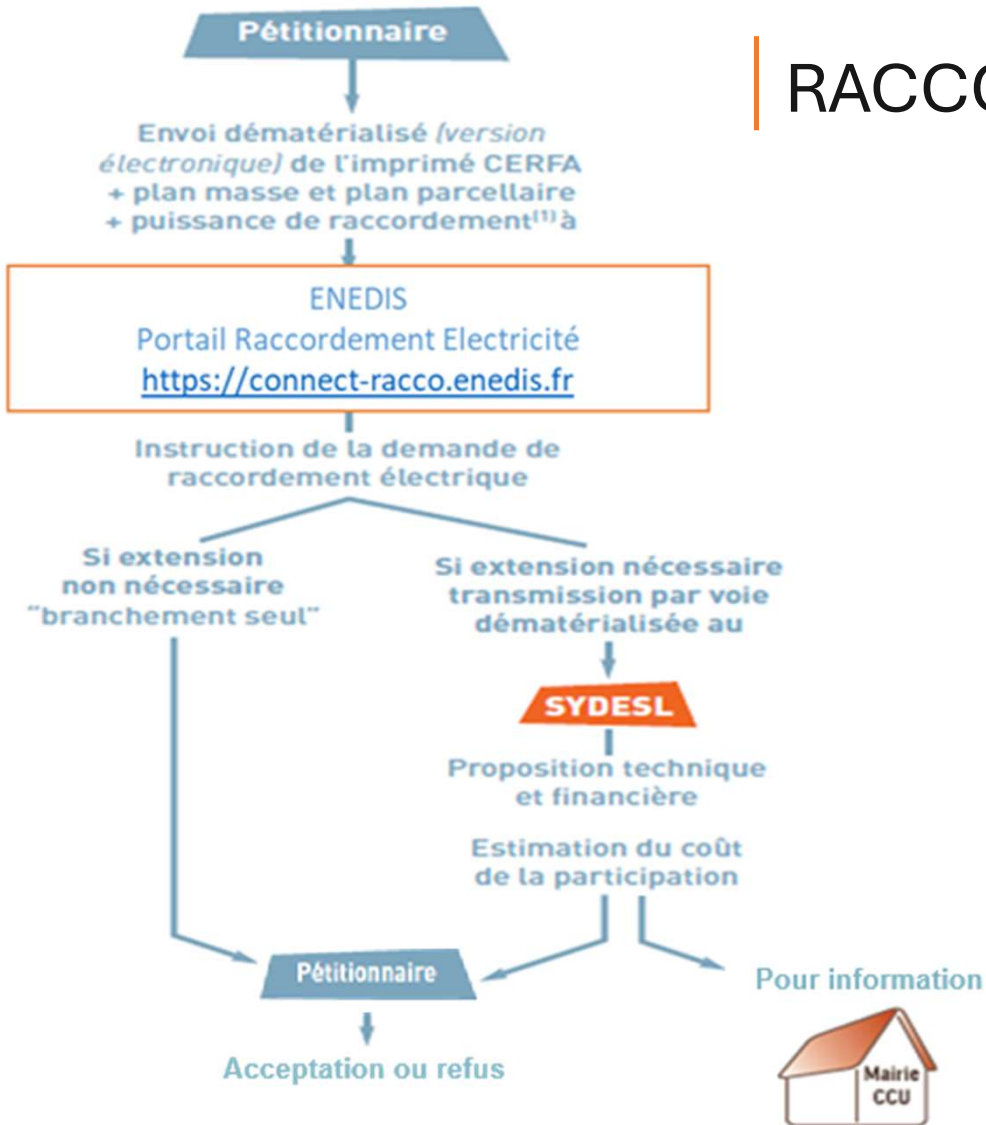 Pétitionnaire
RACCO
Envoi dématérialisé (version
électronique) de l'imprimé CERFA
+ plan masse et plan parcellaire
+ puissance de raccordement(1) à
ENEDIS
Portail Raccordement Electricité
https://connect-racco.enedis.fr
Instruction de la demande de
raccordement électrique
Si extension
non nécessaire
"branchement seul"
Si extension nécessaire
transmission par voie
dématérialisée au
SYDESL
Proposition technique
et financière
Estimation du coût
de la participation
Pétitionnaire
Acceptation ou refus
Pour information
Mairie
CCU